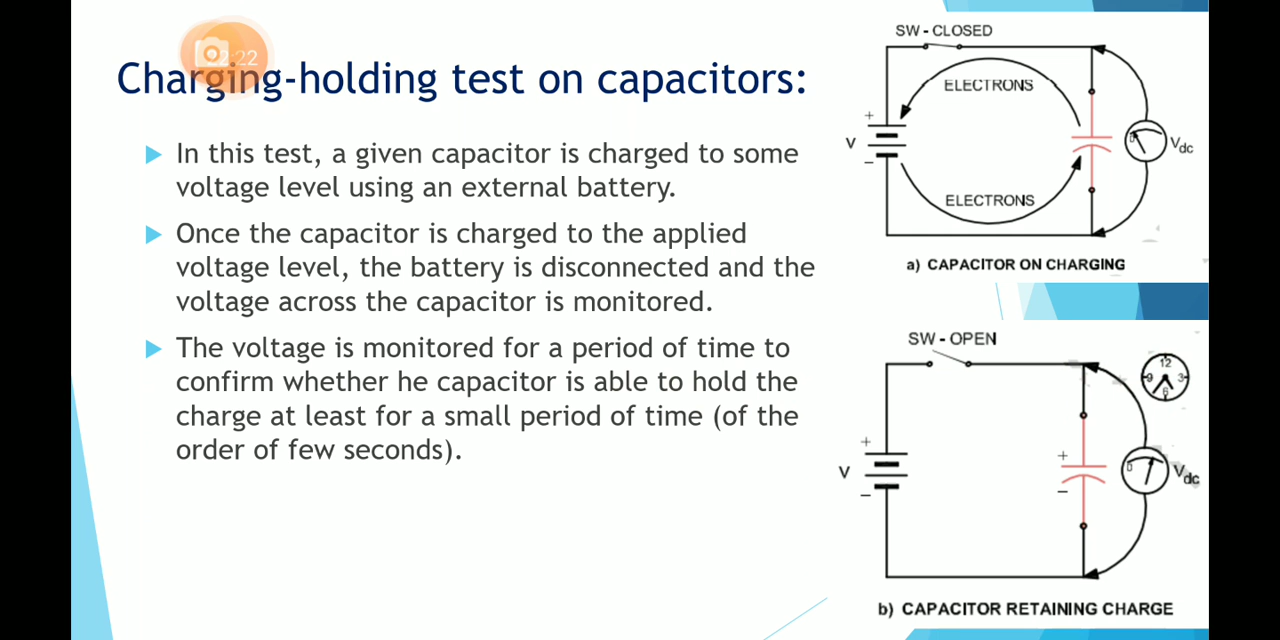 Charging-holding test on capacitors:
22:22
In this test, a given capacitor is charged to some
voltage level using an external battery.
Once the capacitor is charged to the applied
voltage level, the battery is disconnected and the
voltage across the capacitor is monitored.
The voltage is monitored for a period of time to
confirm whether he capacitor is able to hold the
charge at least for a small period of time (of the
order of few seconds).
SW - CLOSED
ELECTRONS
+
V
-
Vdc
ELECTRONS
a) CAPACITOR ON CHARGING
SW - OPEN
12
9 3
6
+
V
-
+
-
0
Vdc
b) CAPACITOR RETAINING CHARGE